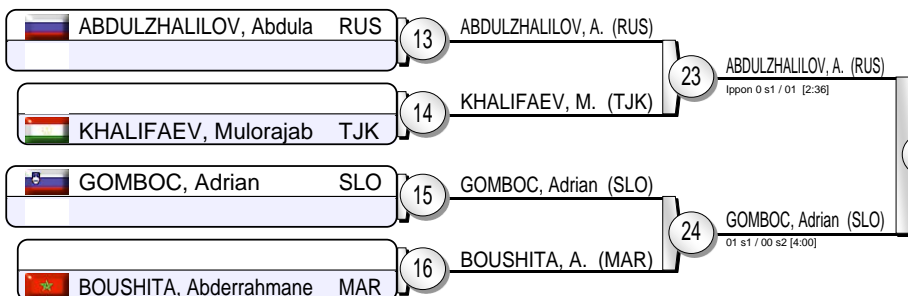 ABDULZHALILOV, Abdula RUS
13
ABDULZHALILOV, A. (RUS)
23
ABDULZHALILOV, A. (RUS)
Ippon 0 s1 / 01 [2:36]
KHALIFAEV, Mulorajab TJK
14
KHALIFAEV, M. (TJK)
GOMBOC, Adrian SLO
15
GOMBOC, Adrian (SLO)
24
GOMBOC, Adrian (SLO)
01 s1 / 00 s2 [4:00]
BOUSHITA, Abderrahmane MAR
16
BOUSHITA, A. (MAR)